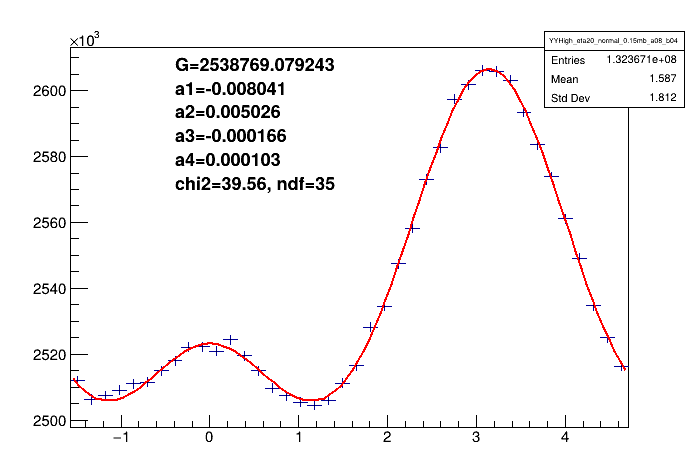 ×10³
YYHigh_eta20_normal_0.15mb_a08_b04
Entries 1.323671e+08
Mean 1.587
Std Dev 1.812
G=2538769.079243
a1=-0.008041
a2=0.005026
a3=-0.000166
a4=0.000103
chi2=39.56, ndf=35
2600
2580
2560
2540
2520
2500
−1 0 1 2 3 4